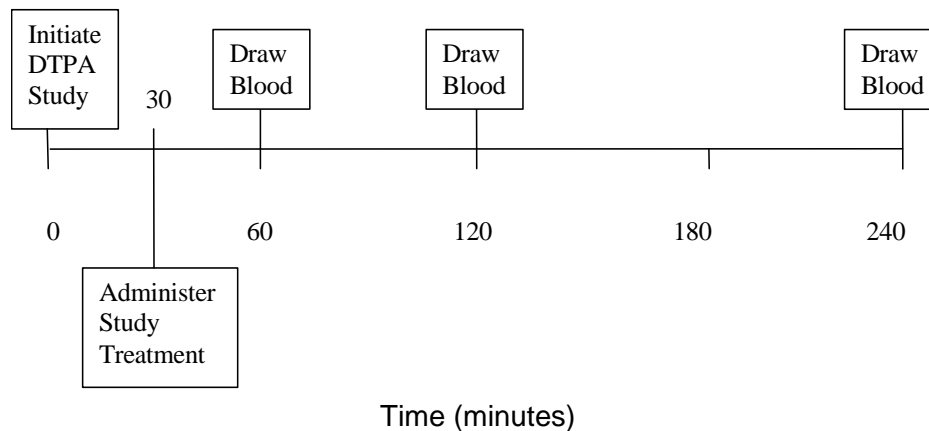 Initiate
DTPA
Study
30
Draw
Blood
Draw
Blood
Draw
Blood
0
60
120
180
240
Administer
Study
Treatment
Time (minutes)